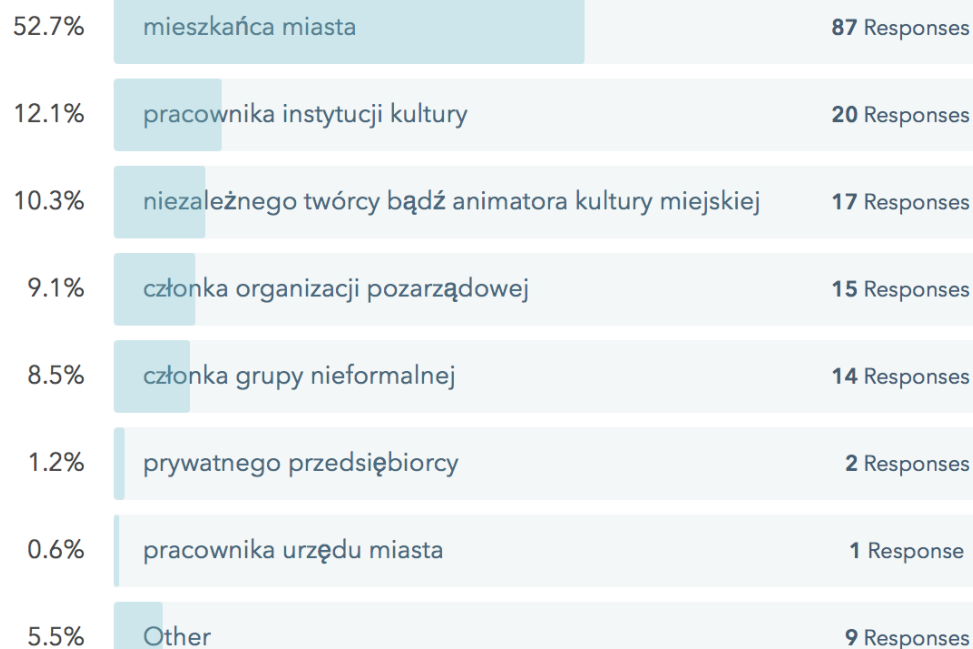 52.7% mieszkańca miasta 87 Responses
12.1% pracownika instytucji kultury 20 Responses
10.3% niezależnego twórcy bądź animatora kultury miejskiej 17 Responses
9.1% członka organizacji pozarządowej 15 Responses
8.5% członka grupy nieformalnej 14 Responses
1.2% prywatnego przedsiębiorcy 2 Responses
0.6% pracownika urzędu miasta 1 Response
5.5% Other 9 Responses